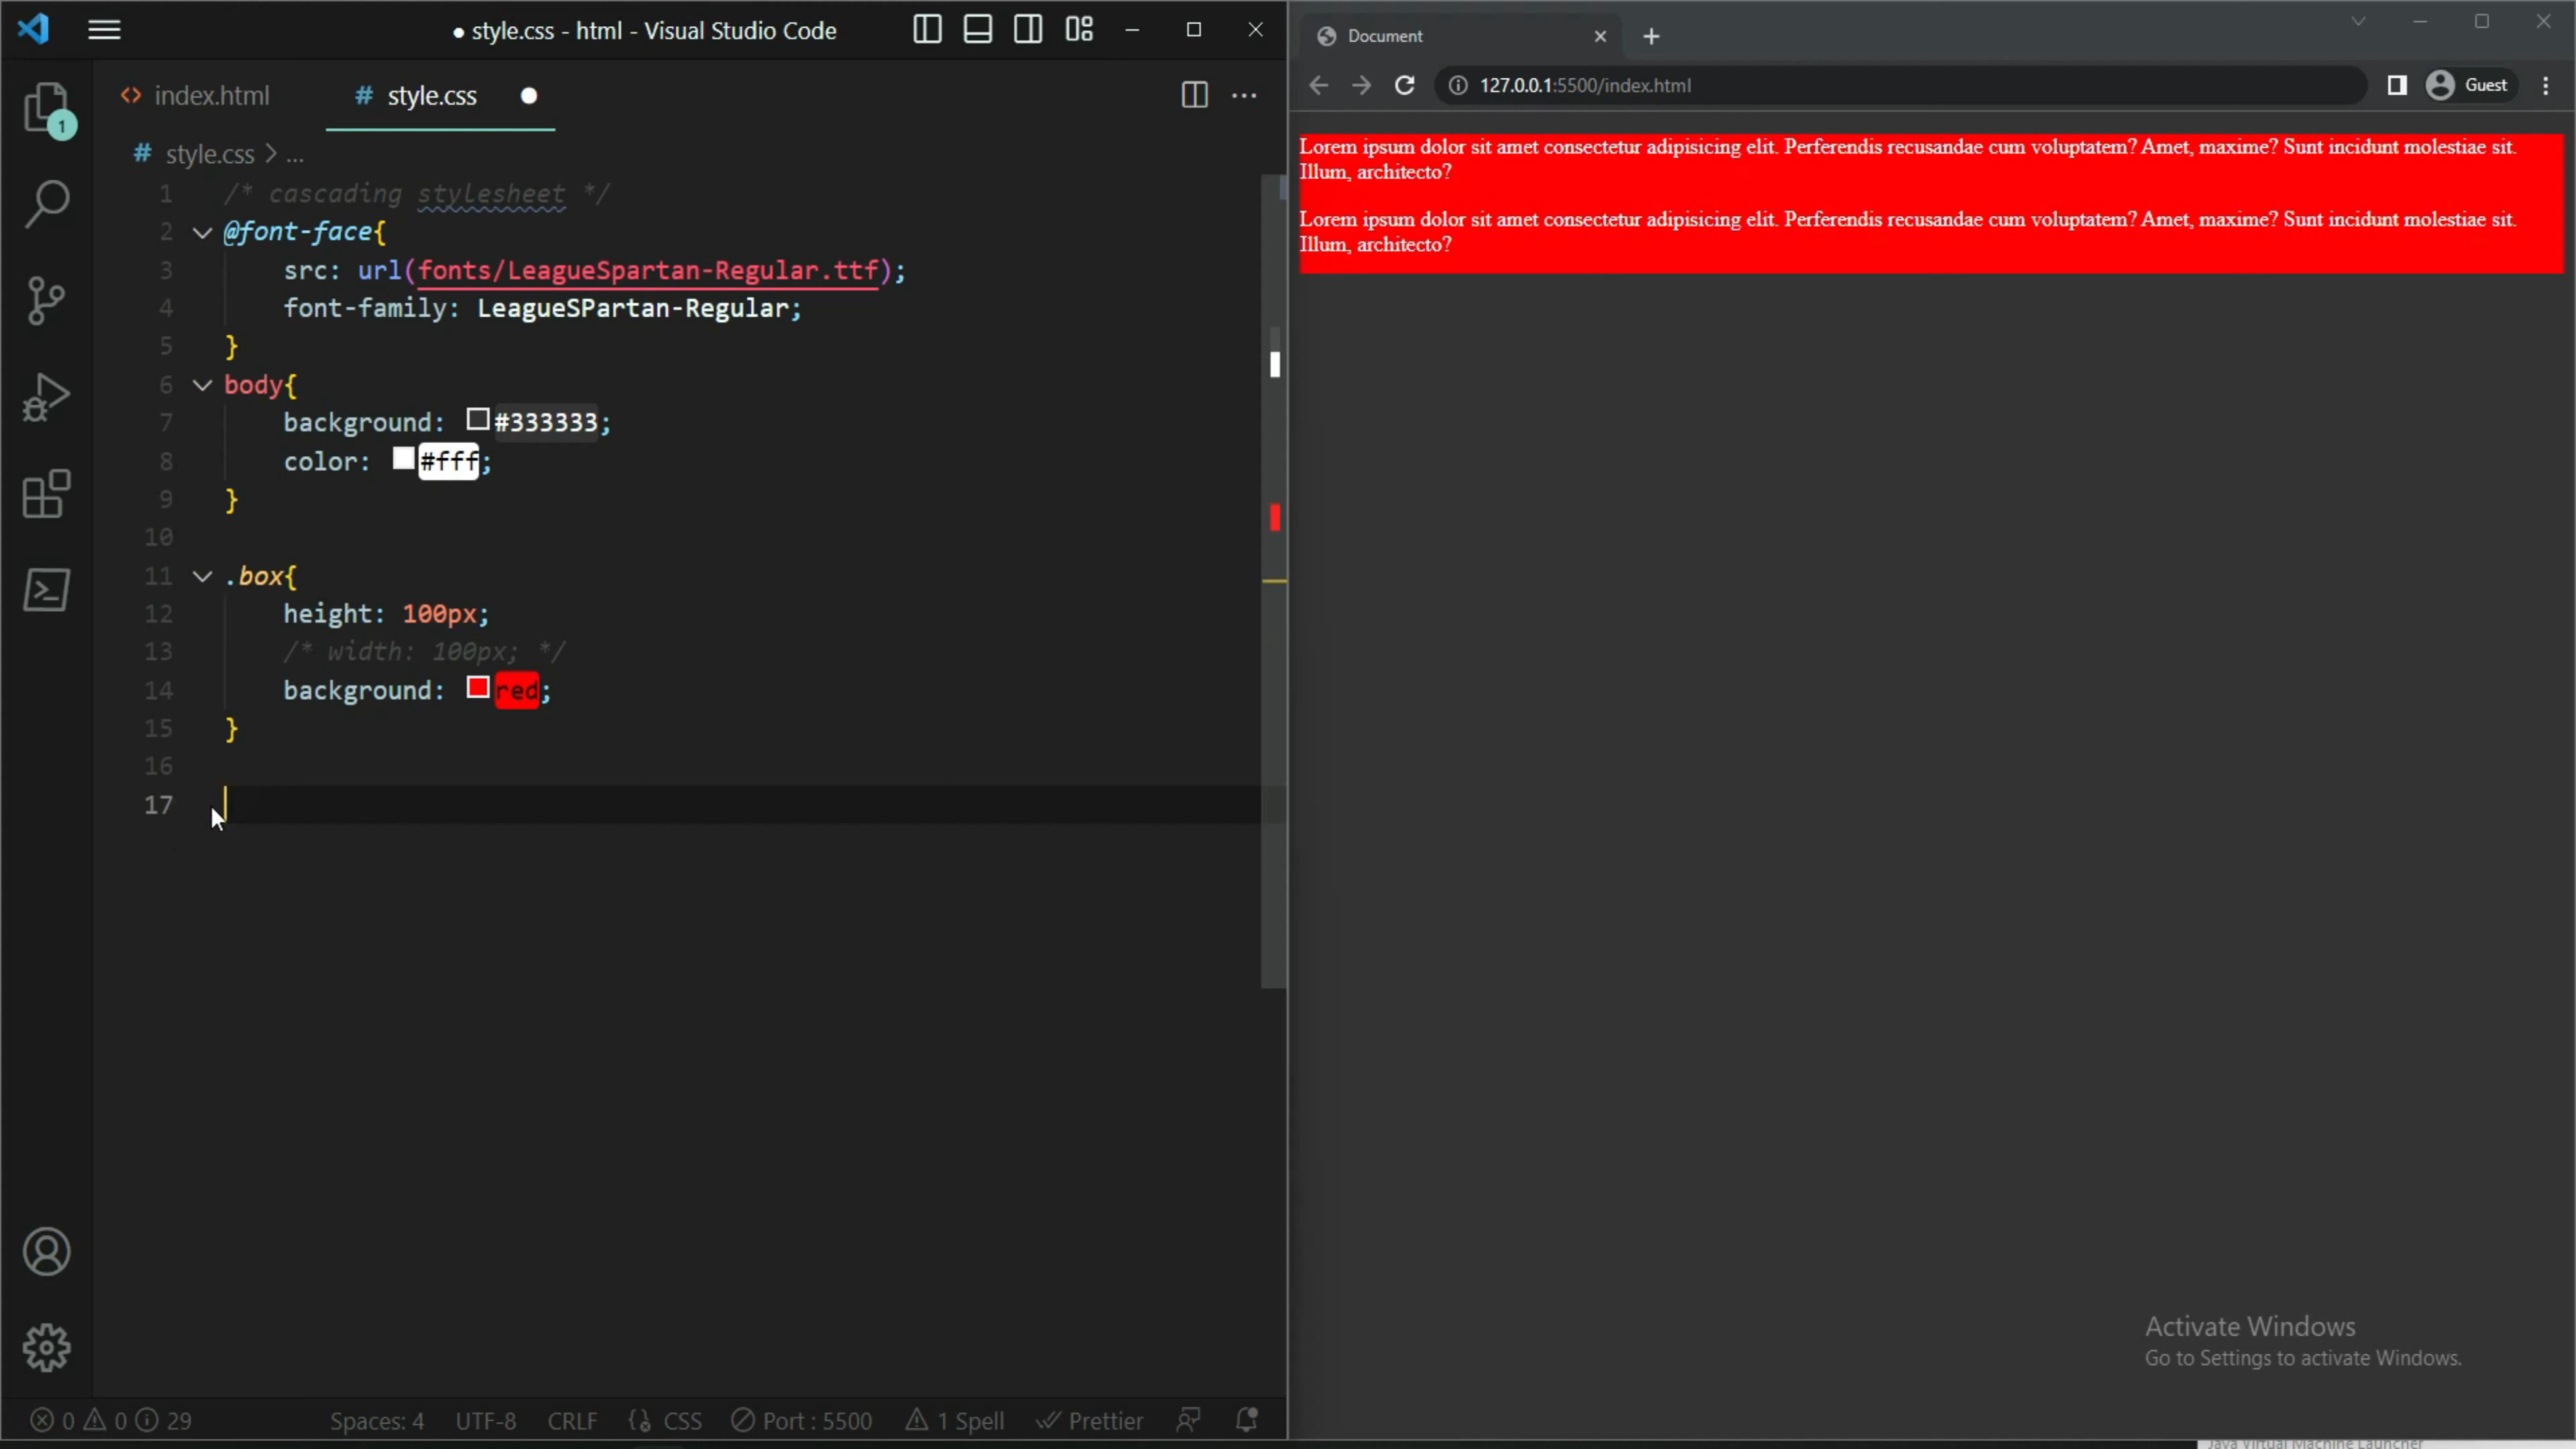 ● style.css - html - Visual Studio Code
index.html
# style.css ●
# style.css > ...
1 /* cascading stylesheet */
2 @font-face{
3 src: url(fonts/LeagueSpartan-Regular.ttf);
4 font-family: LeagueSPartan-Regular;
5 }
6 body{
7 background: #333333;
8 color: #fff;
9 }
10
11 .box{
12 height: 100px;
13 /* width: 100px; */
14 background: red;
15 }
16
17
1
0 0 29 Spaces: 4 UTF-8 CRLF CSS Port : 5500 1 Spell Prettier
Document
127.0.0.1:5500/index.html
Guest
Lorem ipsum dolor sit amet consectetur adipisicing elit. Perferendis recusandae cum voluptatem? Amet, maxime? Sunt incidunt molestiae sit.
Illum, architecto?
Lorem ipsum dolor sit amet consectetur adipisicing elit. Perferendis recusandae cum voluptatem? Amet, maxime? Sunt incidunt molestiae sit.
Illum, architecto?
Activate Windows
Go to Settings to activate Windows.
Java Virtual Machine Launcher